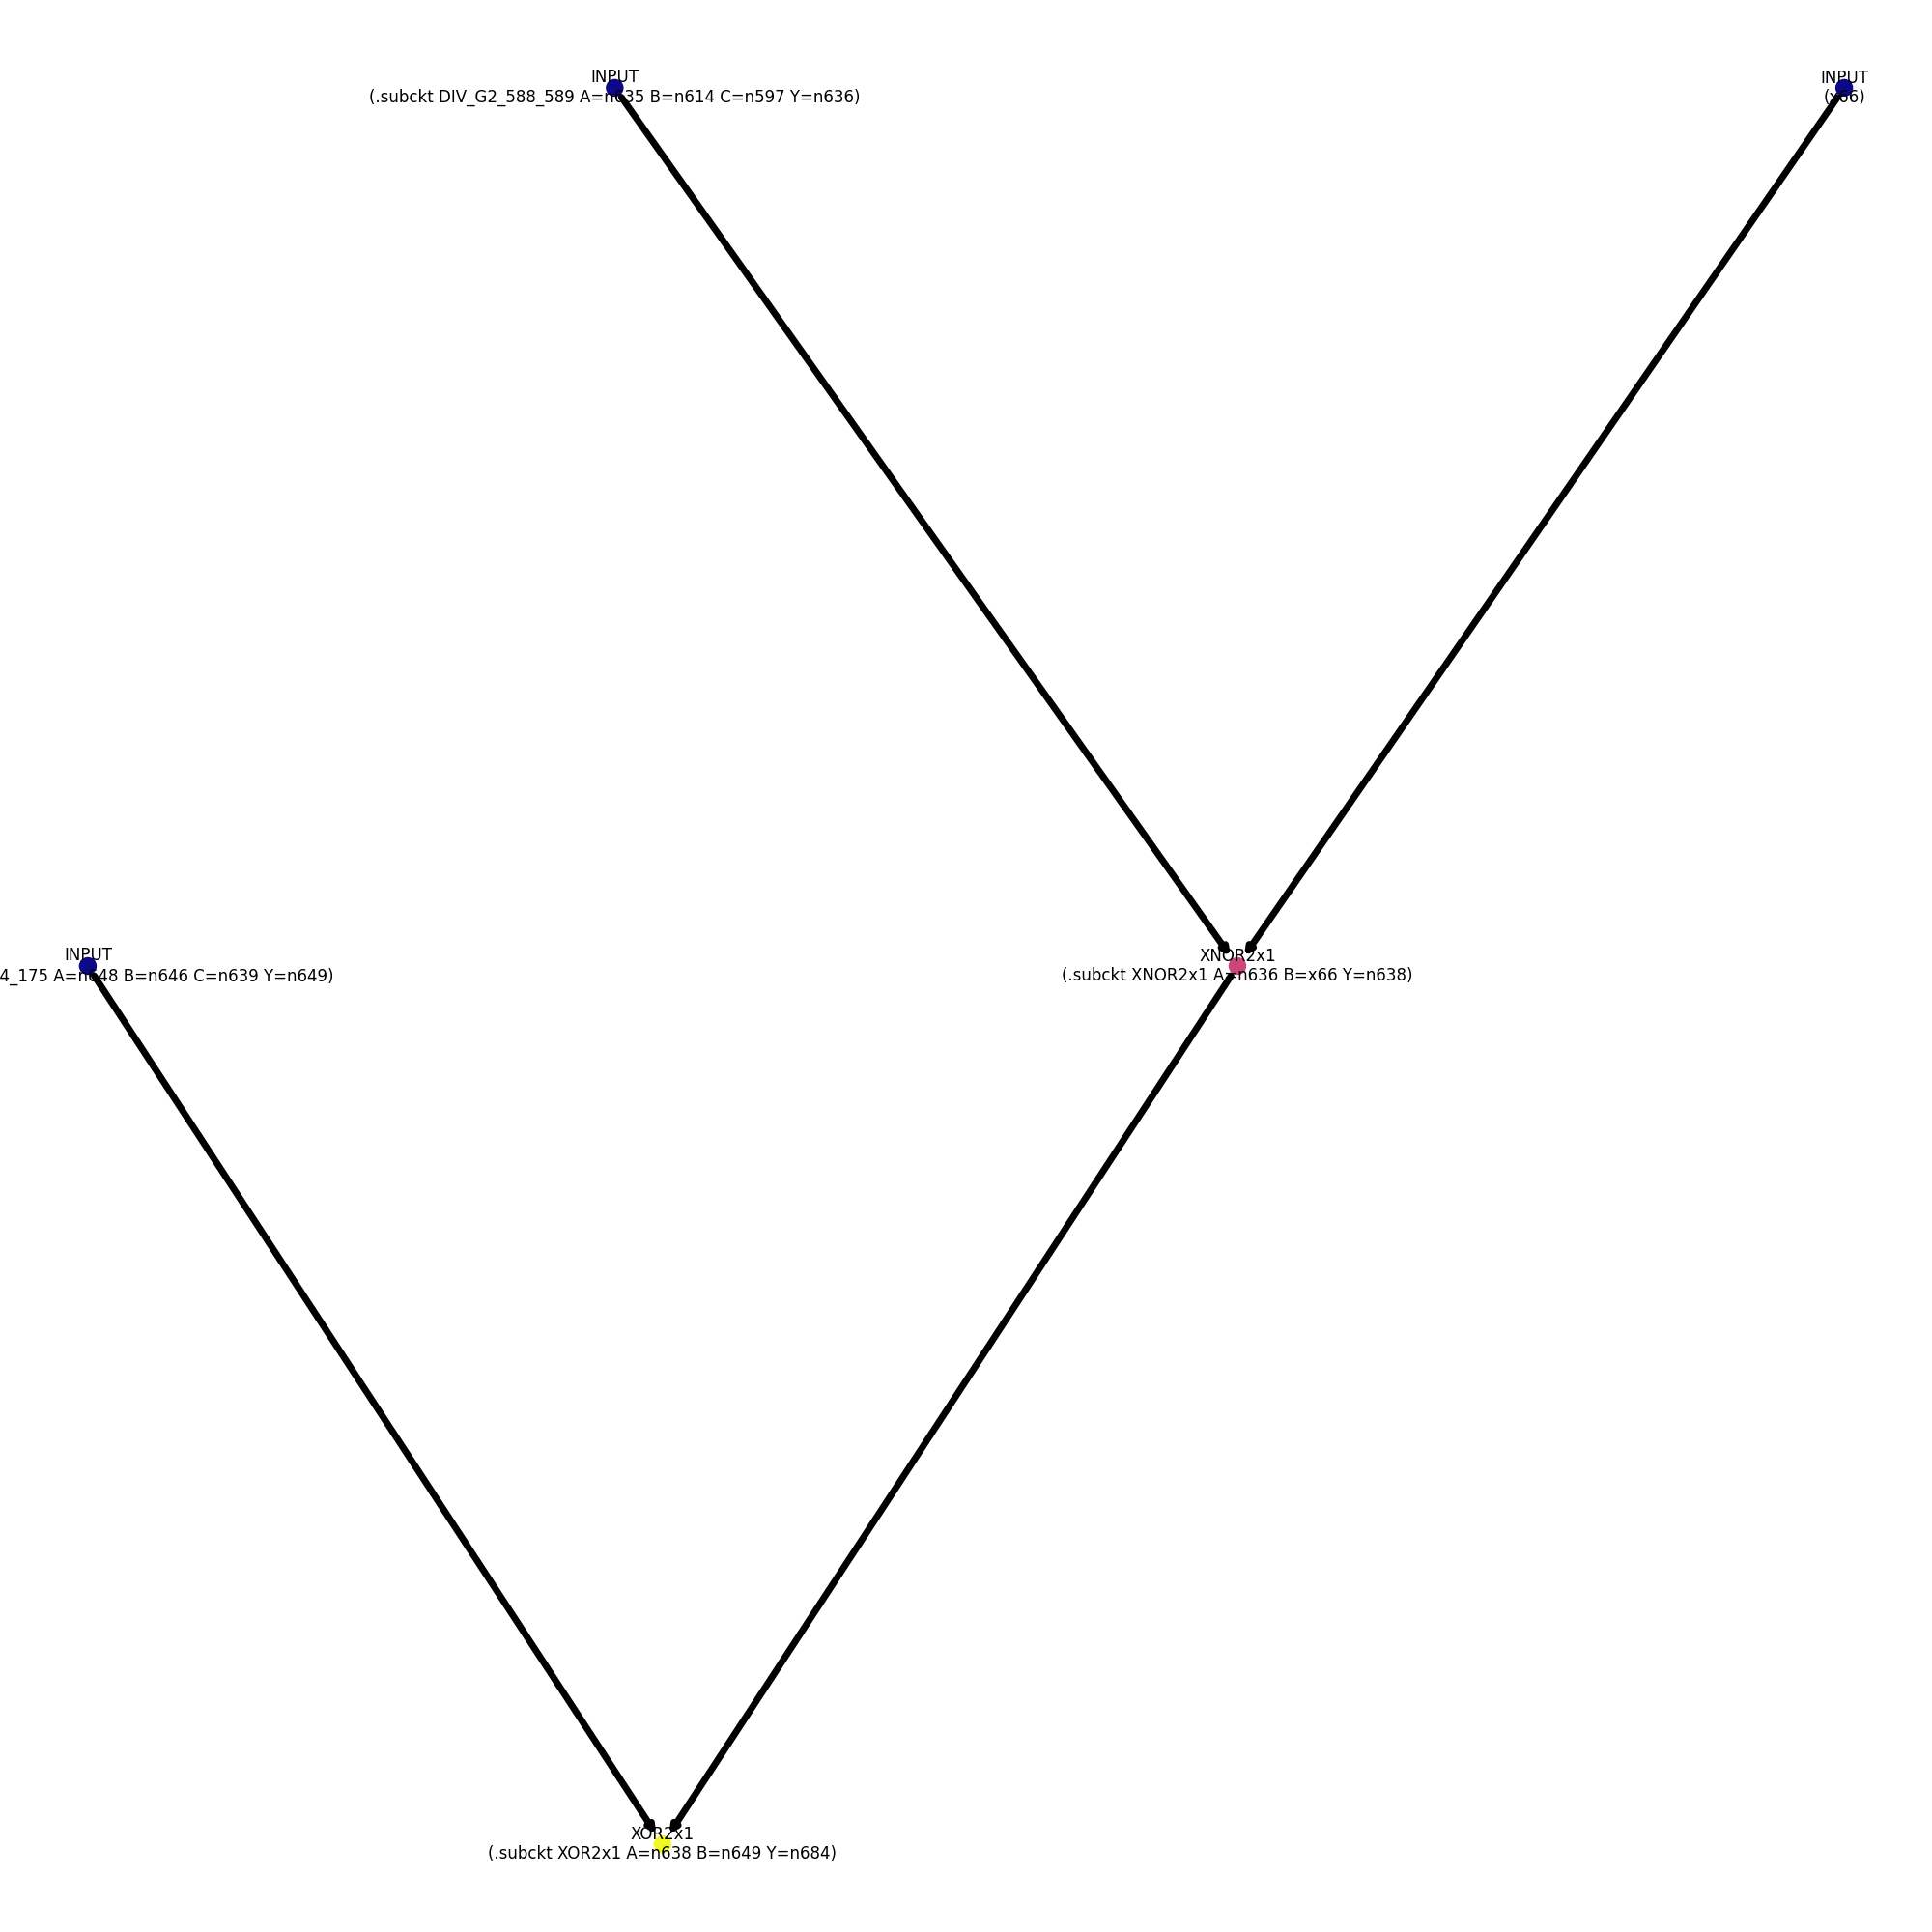 INPUT
(.subckt DIV_G2_588_589 A=n635 B=n614 C=n597 Y=n636)
INPUT
(x66)
INPUT
4_175 A=n648 B=n646 C=n639 Y=n649)
XNOR2x1
(.subckt XNOR2x1 A=n636 B=x66 Y=n638)
XOR2x1
(.subckt XOR2x1 A=n638 B=n649 Y=n684)